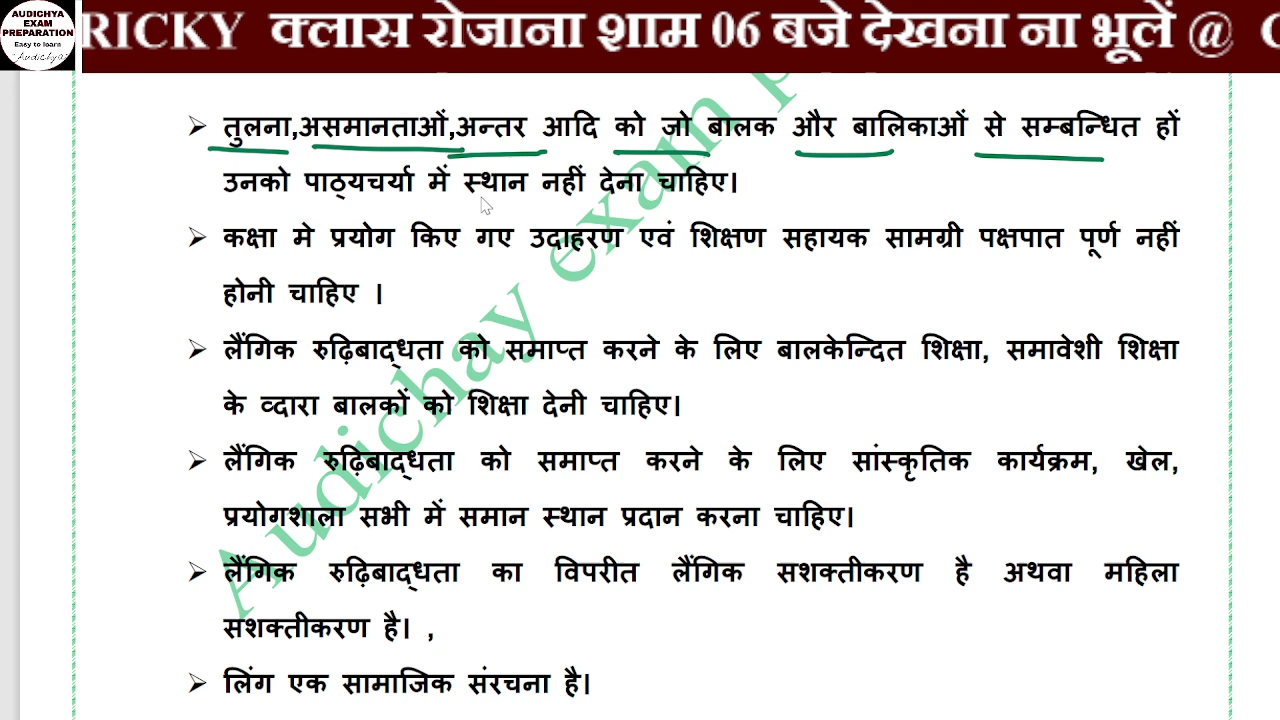 AUDICHYA
EXAM
PREPARATION
Easy to learn
RICKY क्लास रोजाना शाम 06 बजे देखना ना भूलें @
तुलना,असमानताओं,अन्तर आदि को जो बालक और बालिकाओं से सम्बन्धित हों
उनको पाठ्यचर्या में स्थान नहीं देना चाहिए।
कक्षा मे प्रयोग किए गए उदाहरण एवं शिक्षण सहायक सामग्री पक्षपात पूर्ण नहीं
होनी चाहिए ।
लैंगिक रुढ़िबाद्धता को समाप्त करने के लिए बालकेन्दित शिक्षा, समावेशी शिक्षा
के व्दारा बालकों को शिक्षा देनी चाहिए।
लैंगिक रुढ़िबाद्धता को समाप्त करने के लिए सांस्कृतिक कार्यक्रम, खेल,
प्रयोगशाला सभी में समान स्थान प्रदान करना चाहिए।
लैंगिक रुढ़िबाद्धता का विपरीत लैंगिक सशक्तीकरण है अथवा महिला
सशक्तीकरण है। ,
लिंग एक सामाजिक संरचना है।
Audichay exam p